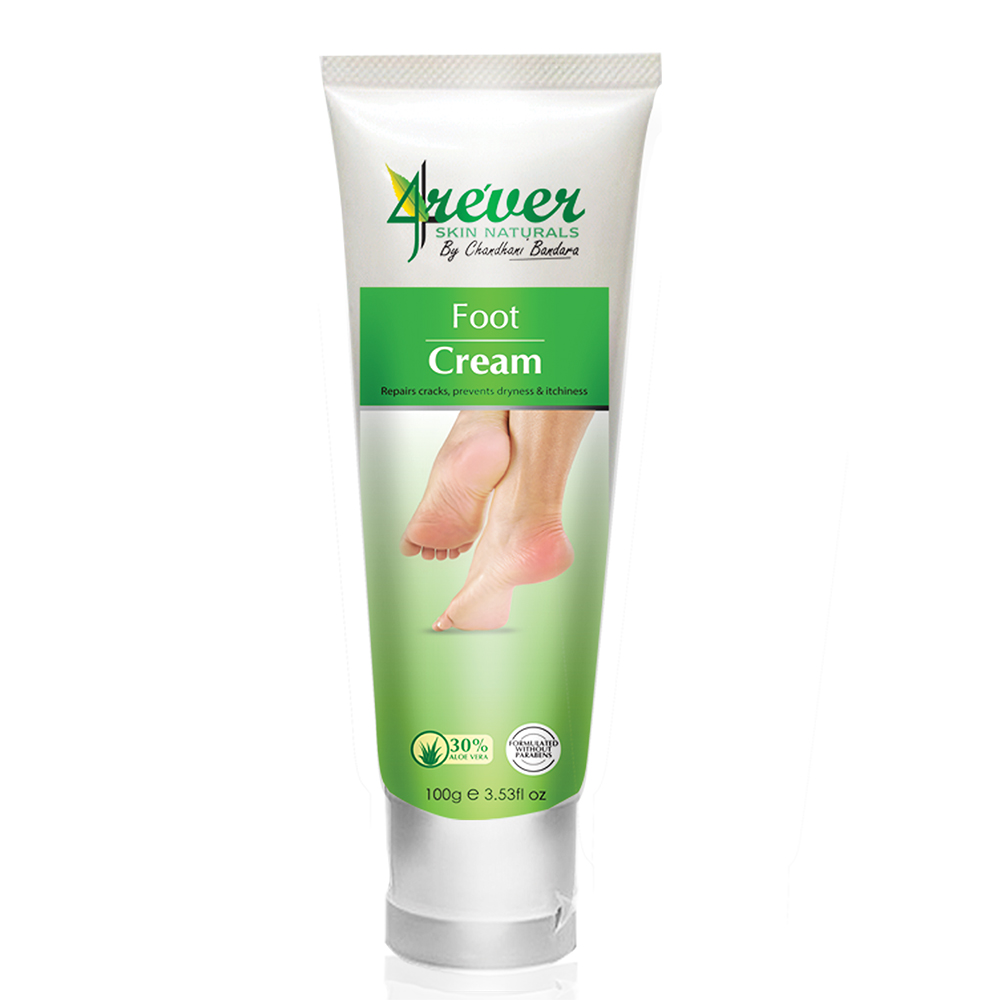 4réver
SKIN NATURALS
By Chandhani Bandara
Foot
Cream
Repairs cracks, prevents dryness & itchiness
30%
ALOE VERA
FORMULATED
WITHOUT
PARABENS
100g e 3.53fl oz